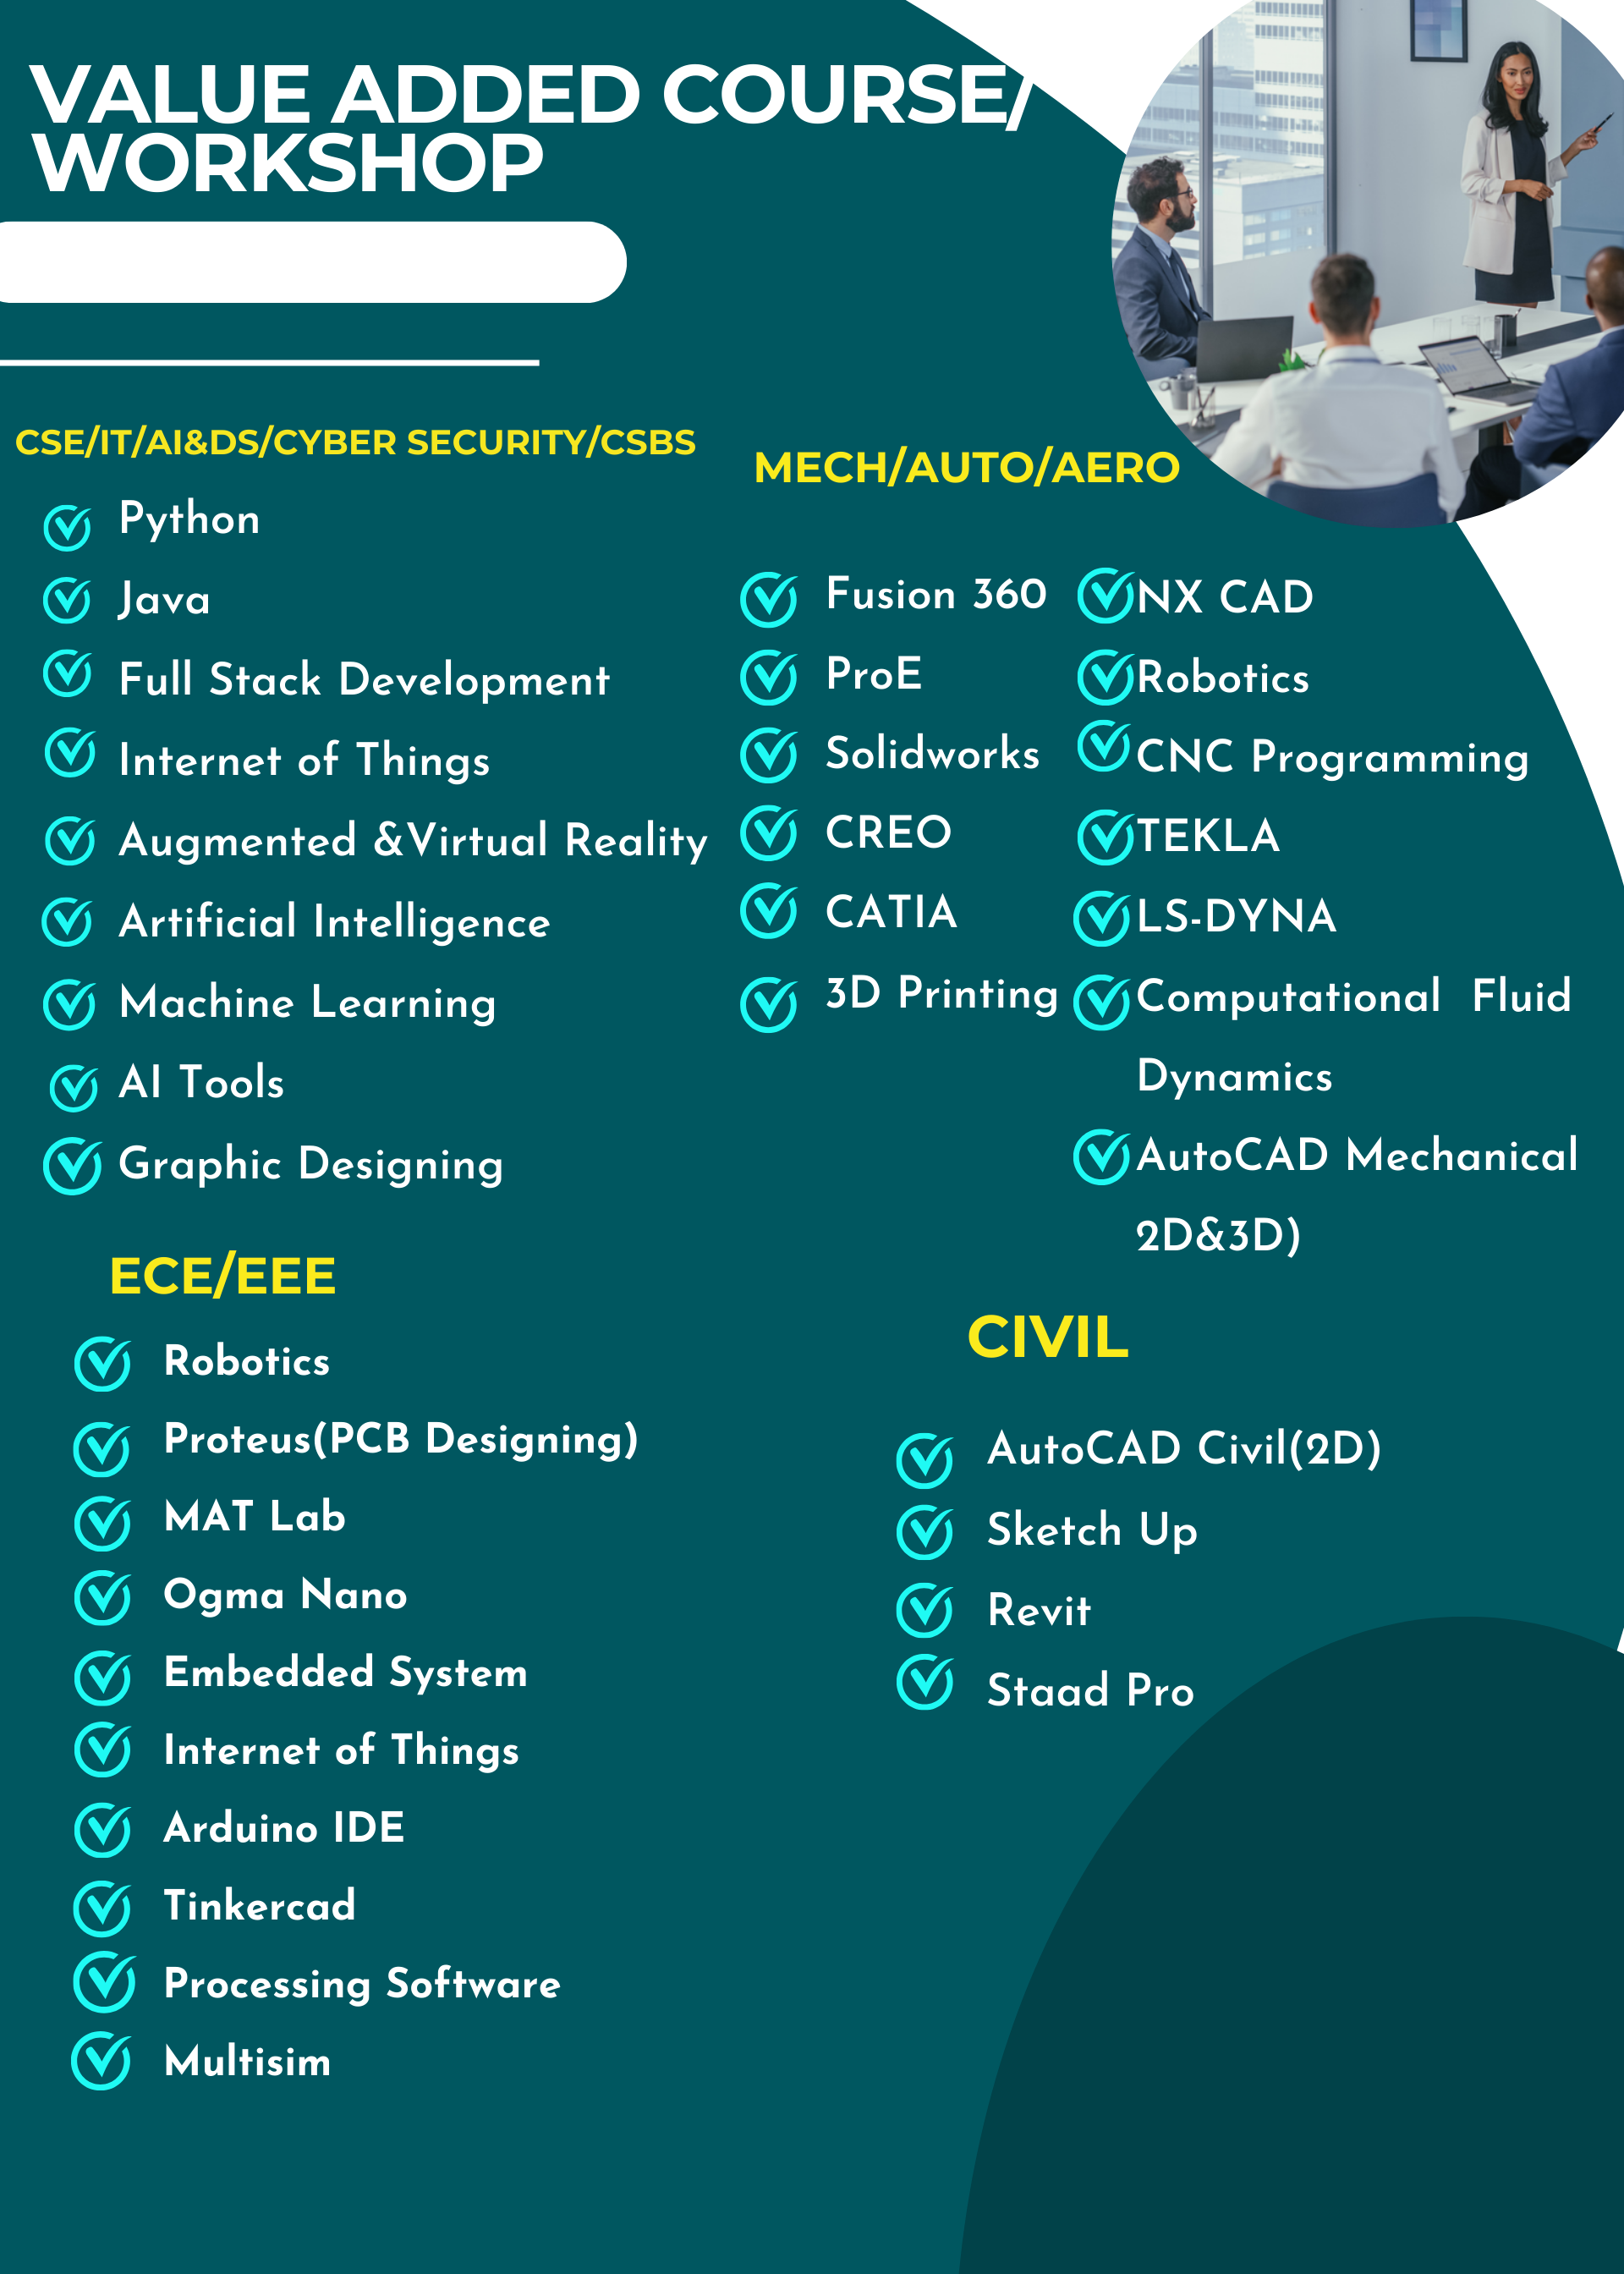 VALUE ADDED COURSE/
WORKSHOP
CSE/IT/AI&DS/CYBER SECURITY/CSBS
Python
Java
Full Stack Development
Internet of Things
Augmented &Virtual Reality
Artificial Intelligence
Machine Learning
AI Tools
Graphic Designing
MECH/AUTO/AERO
Fusion 360
ProE
Solidworks
CREO
CATIA
3D Printing
NX CAD
Robotics
CNC Programming
TEKLA
LS-DYNA
Computational Fluid
Dynamics
AutoCAD Mechanical
2D&3D)
ECE/EEE
Robotics
Proteus(PCB Designing)
MAT Lab
Ogma Nano
Embedded System
Internet of Things
Arduino IDE
Tinkercad
Processing Software
Multisim
CIVIL
AutoCAD Civil(2D)
Sketch Up
Revit
Staad Pro